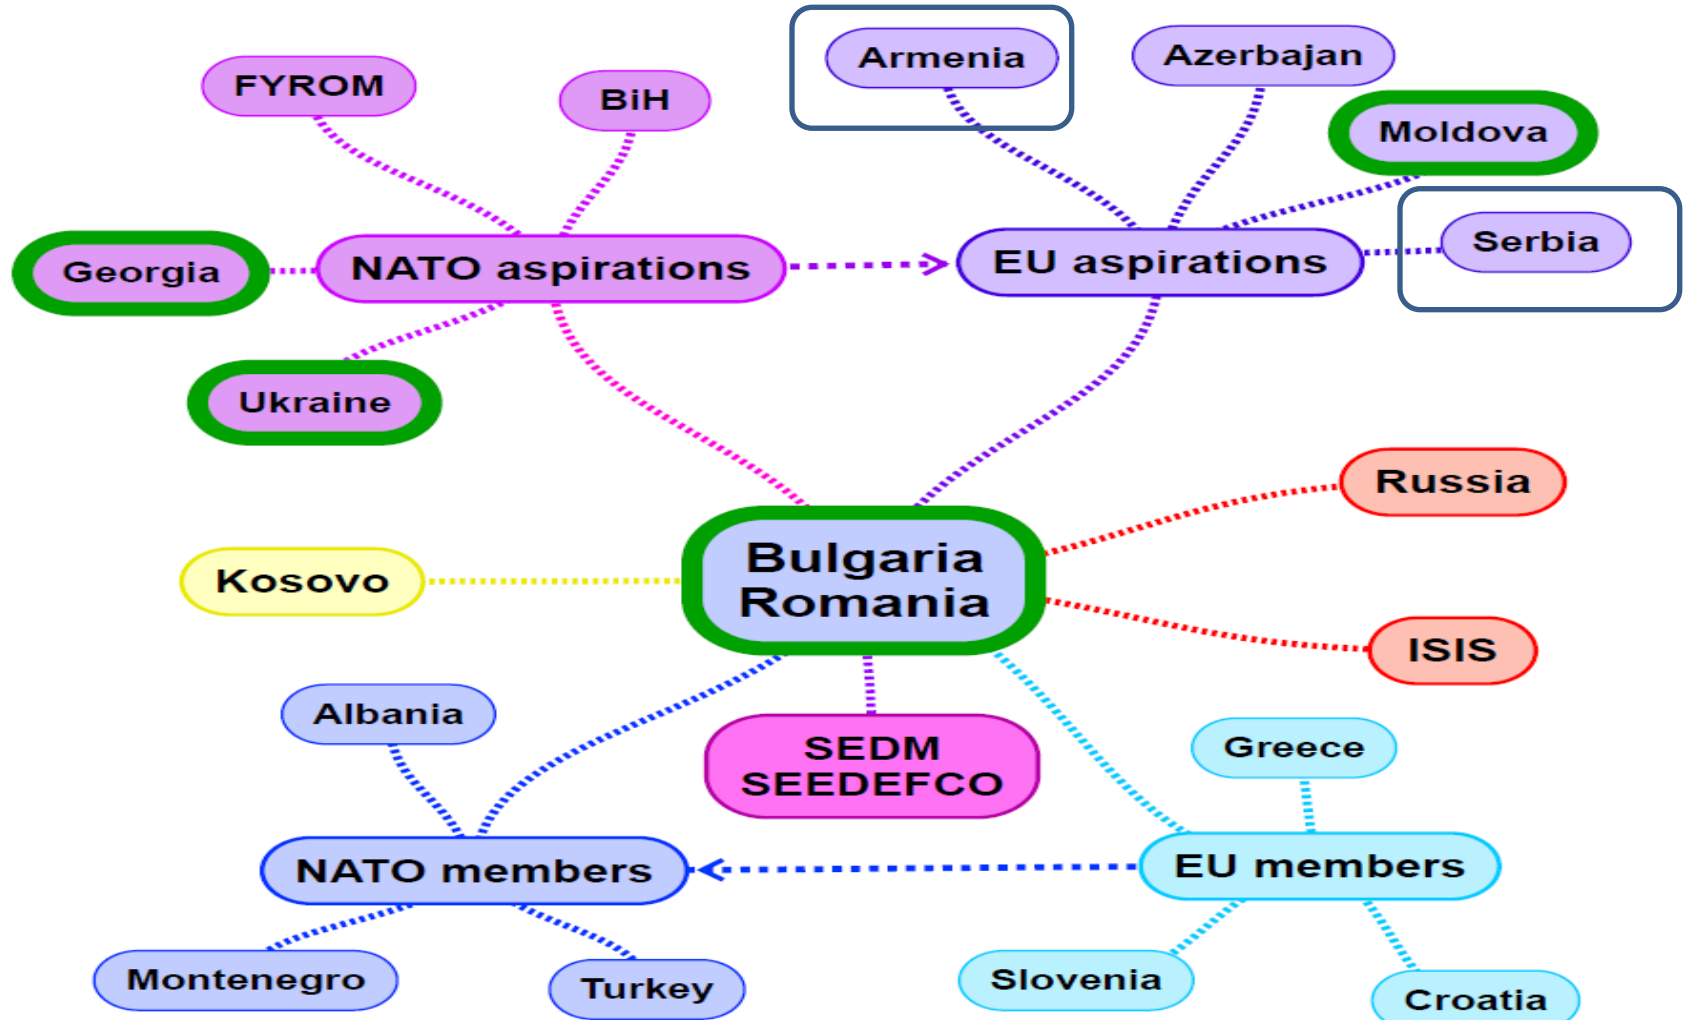 Armenia
Azerbajan
FYROM
BiH
Moldova
Serbia
Georgia
NATO aspirations
EU aspirations
Ukraine
Russia
Bulgaria
Romania
Kosovo
ISIS
Albania
SEDM
SEEDEFCO
Greece
NATO members
EU members
Montenegro
Turkey
Slovenia
Croatia